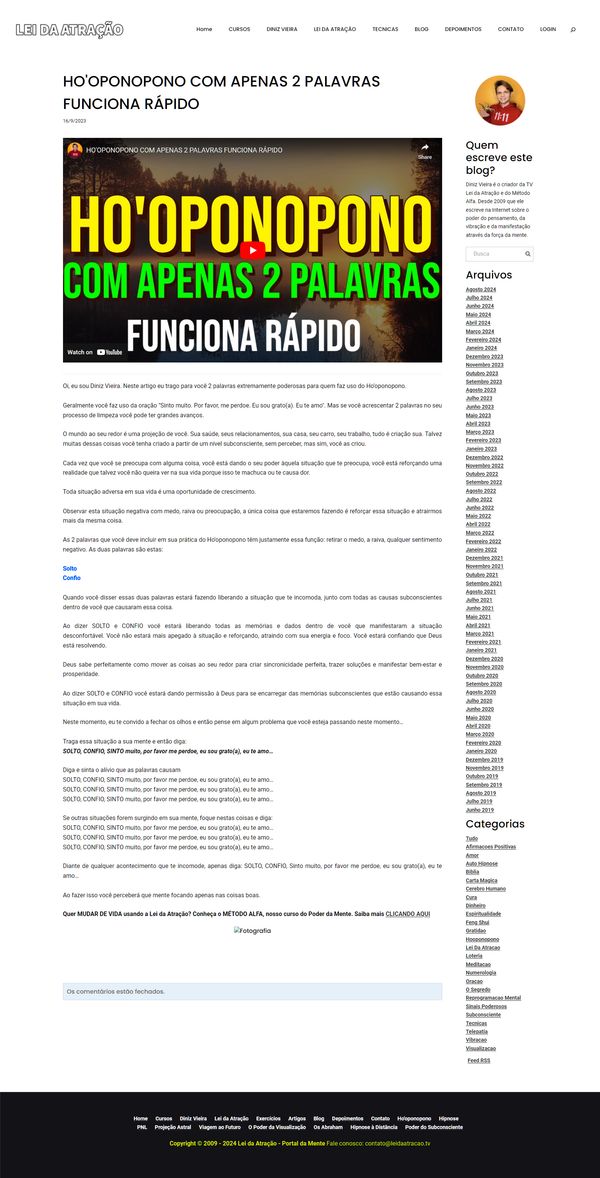 LEI DA ATRAÇÃO
Home CURSOS DINIZ VIEIRA LEI DA ATRAÇÃO TECNICAS BLOG DEPOIMENTOS CONTATO LOGIN
HO'OPONOPONO COM APENAS 2 PALAVRAS
FUNCIONA RÁPIDO
16/9/2023
HO'OPONOPONO COM APENAS 2 PALAVRAS FUNCIONA RÁPIDO
Share
HO'OPONOPONO
COM APENAS 2 PALAVRAS
FUNCIONA RÁPIDO
Watch on YouTube
Oi, eu sou Diniz Vieira. Neste artigo eu trago para você 2 palavras extremamente poderosas para quem faz uso do Ho'oponopono.
Geralmente você faz uso da oração "Sinto muito. Por favor, me perdoe. Eu sou grato(a). Eu te amo". Mas se você acrescentar 2 palavras no seu
processo de limpeza você pode ter grandes avanços.
O mundo ao seu redor é uma projeção de você. Sua saúde, seus relacionamentos, sua casa, seu carro, seu trabalho, tudo é criação sua. Talvez
muitas dessas coisas você tenha criado a partir de um nível subconsciente, sem perceber, mas sim, você as criou.
Cada vez que você se preocupa com alguma coisa, você está dando o seu poder àquela situação que te preocupa, você está reforçando uma
realidade que talvez você não queira ver na sua vida porque isso te machuca ou te causa dor.
Toda situação adversa em sua vida é uma oportunidade de crescimento.
Observar esta situação negativa com medo, raiva ou preocupação, a única coisa que estaremos fazendo é reforçar essa situação e atrairmos
mais da mesma coisa.
As 2 palavras que você deve incluir em sua prática do Ho'oponopono têm justamente essa função: retirar o medo, a raiva, qualquer sentimento
negativo. As duas palavras são estas:
Solto
Confio
Quando você disser essas duas palavras estará fazendo liberando a situação que te incomoda, junto com todas as causas subconscientes
dentro de você que causaram essa coisa.
Ao dizer SOLTO e CONFIO você estará liberando todas as memórias e dados dentro de você que manifestaram a situação
desconfortável. Você não estará mais apegado à situação e reforçando, atraindo com sua energia e foco. Você estará confiando que Deus
está resolvendo.
Deus sabe perfeitamente como mover as coisas ao seu redor para criar sincronicidade perfeita, trazer soluções e manifestar bem-estar e
prosperidade.
Ao dizer SOLTO e CONFIO você estará dando permissão à Deus para se encarregar das memórias subconscientes que estão causando essa
situação em sua vida.
Neste momento, eu te convido a fechar os olhos e então pense em algum problema que você esteja passando neste momento...
Traga essa situação a sua mente e então diga:
SOLTO, CONFIO, SINTO muito, por favor me perdoe, eu sou grato(a), eu te amo...
Diga e sinta o alívio que as palavras causam
SOLTO, CONFIO, SINTO muito, por favor me perdoe, eu sou grato(a), eu te amo...
SOLTO, CONFIO, SINTO muito, por favor me perdoe, eu sou grato(a), eu te amo...
SOLTO, CONFIO, SINTO muito, por favor me perdoe, eu sou grato(a), eu te amo...
Se outras situações forem surgindo em sua mente, foque nestas coisas e diga:
SOLTO, CONFIO, SINTO muito, por favor me perdoe, eu sou grato(a), eu te amo...
SOLTO, CONFIO, SINTO muito, por favor me perdoe, eu sou grato(a), eu te amo...
SOLTO, CONFIO, SINTO muito, por favor me perdoe, eu sou grato(a), eu te amo...
Diante de qualquer acontecimento que te incomode, apenas diga: SOLTO, CONFIO, Sinto muito, por favor me perdoe, eu sou grato(a), eu te
amo...
Ao fazer isso você perceberá que mente focando apenas nas coisas boas.
Quer MUDAR DE VIDA usando a Lei da Atração? Conheça o MÉTODO ALFA, nosso curso do Poder da Mente. Saiba mais CLICANDO AQUI
Fotografia
Os comentários estão fechados.
11:11
Quem
escreve este
blog?
Diniz Vieira é o criador da TV
Lei da Atração e do Método
Alfa. Desde 2009 que ele
escreve na Internet sobre o
poder do pensamento, da
vibração e da manifestação
através da força da mente.
Busca
Arquivos
Agosto 2024
Julho 2024
Junho 2024
Maio 2024
Abril 2024
Março 2024
Fevereiro 2024
Janeiro 2024
Dezembro 2023
Novembro 2023
Outubro 2023
Setembro 2023
Agosto 2023
Julho 2023
Junho 2023
Maio 2023
Abril 2023
Março 2023
Fevereiro 2023
Janeiro 2023
Dezembro 2022
Novembro 2022
Outubro 2022
Setembro 2022
Agosto 2022
Julho 2022
Junho 2022
Maio 2022
Abril 2022
Março 2022
Fevereiro 2022
Janeiro 2022
Dezembro 2021
Novembro 2021
Outubro 2021
Setembro 2021
Agosto 2021
Julho 2021
Junho 2021
Maio 2021
Abril 2021
Março 2021
Fevereiro 2021
Janeiro 2021
Dezembro 2020
Novembro 2020
Outubro 2020
Setembro 2020
Agosto 2020
Julho 2020
Junho 2020
Maio 2020
Abril 2020
Março 2020
Fevereiro 2020
Janeiro 2020
Dezembro 2019
Novembro 2019
Outubro 2019
Setembro 2019
Agosto 2019
Julho 2019
Junho 2019
Categorias
Tudo
Afirmacoes Positivas
Amor
Auto Hipnose
Biblia
Carta Magica
Cerebro Humano
Cura
Dinheiro
Espiritualidade
Feng Shui
Gratidao
Hooponopono
Lei Da Atracao
Loteria
Meditacao
Numerologia
Oracao
O Segredo
Reprogramacao Mental
Sinais Poderosos
Subconsciente
Tecnicas
Telepatia
Vibracao
Visualizacao
Feed RSS
Home Cursos Diniz Vieira Lei da Atração Exercícios Artigos Blog Depoimentos Contato Ho'oponopono Hipnose
PNL Projeção Astral Viagem ao Futuro O Poder da Visualização Os Abraham Hipnose à Distância Poder do Subconsciente
Copyright © 2009 - 2024 Lei da Atração - Portal da Mente Fale conosco: contato@leidaatracao.tv